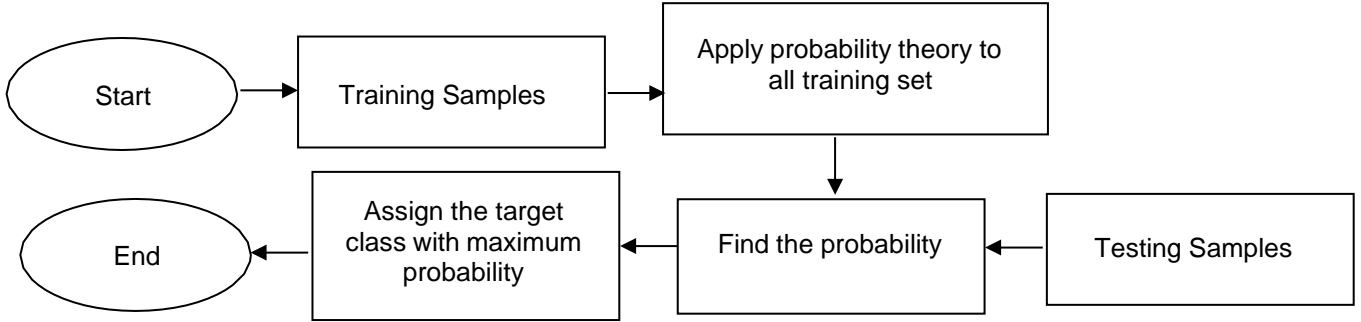 Start
Training Samples
Apply probability theory to
all training set
Find the probability
Testing Samples
Assign the target
class with maximum
probability
End